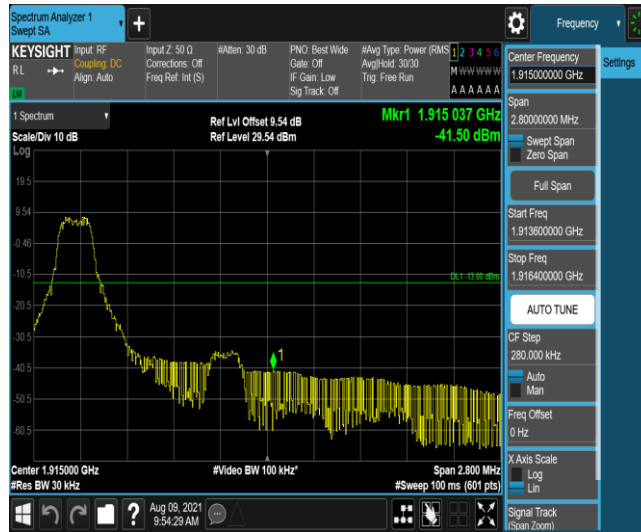 Spectrum Analyzer 1
Swept SA
+
Frequency
KEYSIGHT
RL
LXI
Input: RF
Coupling: DC
Align: Auto
Input Z: 50 Ω
Corrections: Off
Freq Ref: Int (S)
#Atten: 30 dB
PNO: Best Wide
Gate: Off
IF Gain: Low
Sig Track: Off
#Avg Type: Power (RMS
Avg|Hold: 30/30
Trig: Free Run
1 2 3 4 5 6
M W W W W W
A A A A A A
1 Spectrum
Scale/Div 10 dB
Log
Ref Lvl Offset 9.54 dB
Ref Level 29.54 dBm
Mkr1 1.915 037 GHz
-41.50 dBm
19.5
9.54
-0.46
-10.5
-20.5
-30.5
-40.5
-50.5
-60.5
DL1 -13.00 dBm
1
Center 1.915000 GHz
#Res BW 30 kHz
#Video BW 100 kHz*
Span 2.800 MHz
#Sweep 100 ms (601 pts)
Aug 09, 2021
9:54:29 AM
?
Center Frequency
1.915000000 GHz
Span
2.80000000 MHz
Swept Span
Zero Span
Full Span
Start Freq
1.913600000 GHz
Stop Freq
1.916400000 GHz
AUTO TUNE
CF Step
280.000 kHz
Auto
Man
Freq Offset
0 Hz
X Axis Scale
Log
Lin
Signal Track
(Span Zoom)
Settings